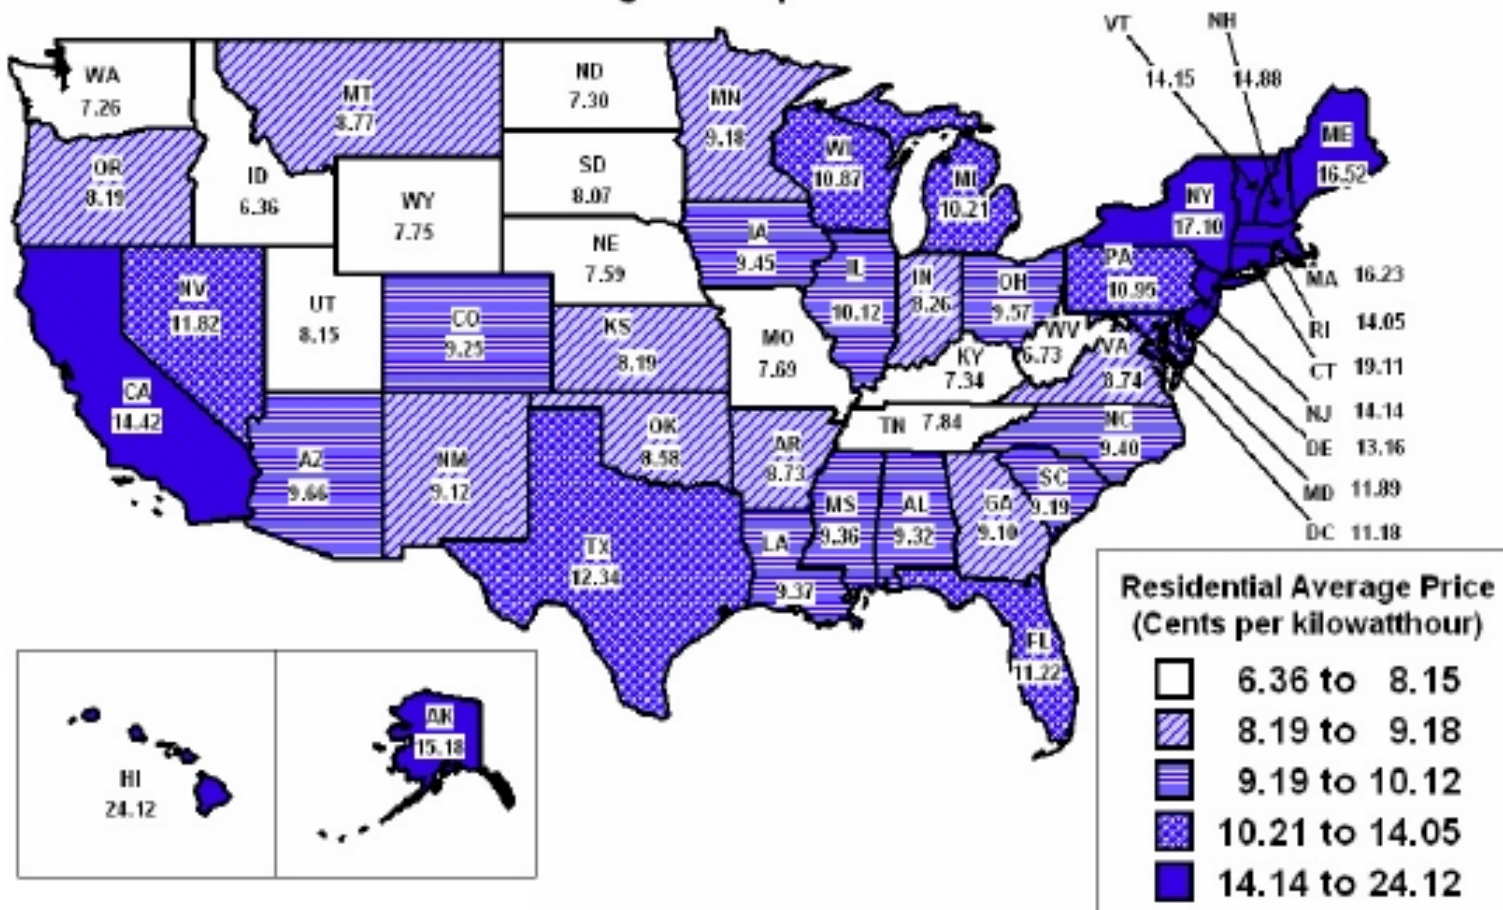 VT NH
14.15 14.88
WA
7.26
MT
8.77
ND
7.30
MN
9.18
ME
16.52
OR
8.19
ID
6.36
WY
7.75
SD
8.07
WI
10.87
MI
10.21
NY
17.10
NE
7.59
IA
9.45
NV
11.82
UT
8.15
CO
9.25
KS
8.19
MO
7.69
IL
10.12
IN
8.26
OH
9.57
PA
10.95
WV
6.73
VA
8.74
KY
7.34
MA 16.23
RI 14.05
CT 19.11
NJ 14.14
DE 13.16
MD 11.89
DC 11.18
CA
14.42
AZ
9.66
NM
9.12
OK
8.58
AR
8.73
TN 7.84
NC
9.40
SC
9.19
MS
9.36
AL
9.32
GA
9.10
TX
12.34
LA
9.37
FL
11.22
HI
24.12
AK
15.18
Residential Average Price
(Cents per kilowatthour)
6.36 to 8.15
8.19 to 9.18
9.19 to 10.12
10.21 to 14.05
14.14 to 24.12